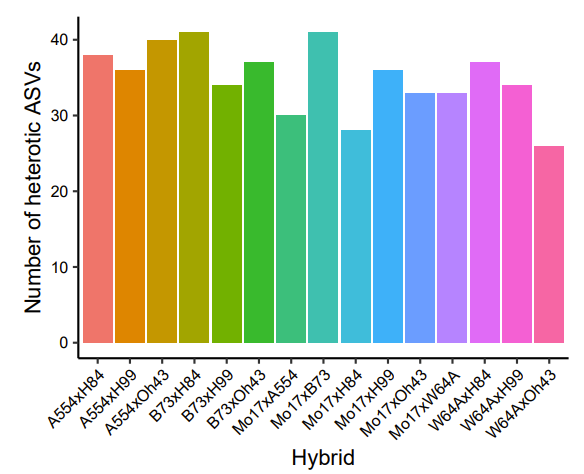 Number of heterotic ASVs
40
30
20
10
0
A554xH84
A554xH99
A554xOh43
B73xH84
B73xH99
B73xOh43
Mo17xA554
Mo17xB73
Mo17xH84
Mo17xH99
Mo17xOh43
Mo17xW64A
W64AxH84
W64AxH99
W64AxOh43
Hybrid